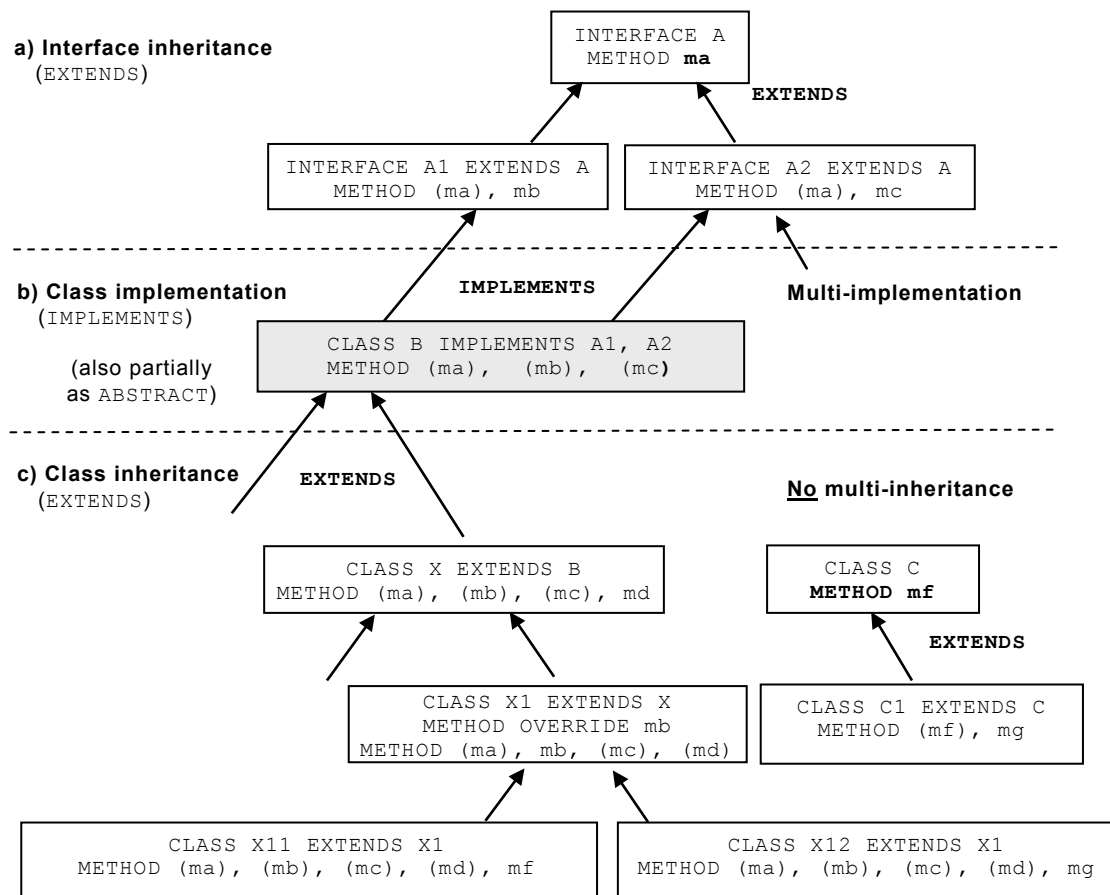 a) Interface inheritance
(EXTENDS)
INTERFACE A
METHOD ma
EXTENDS
INTERFACE A1 EXTENDS A
METHOD (ma), mb
INTERFACE A2 EXTENDS A
METHOD (ma), mc
b) Class implementation
(IMPLEMENTS)
IMPLEMENTS
Multi-implementation
(also partially
as ABSTRACT)
CLASS B IMPLEMENTS A1, A2
METHOD (ma), (mb), (mc)
c) Class inheritance
(EXTENDS)
EXTENDS
No multi-inheritance
CLASS X EXTENDS B
METHOD (ma), (mb), (mc), md
CLASS C
METHOD mf
EXTENDS
CLASS X1 EXTENDS X
METHOD OVERRIDE mb
METHOD (ma), mb, (mc), (md)
CLASS C1 EXTENDS C
METHOD (mf), mg
CLASS X11 EXTENDS X1
METHOD (ma), (mb), (mc), (md), mf
CLASS X12 EXTENDS X1
METHOD (ma), (mb), (mc), (md), mg